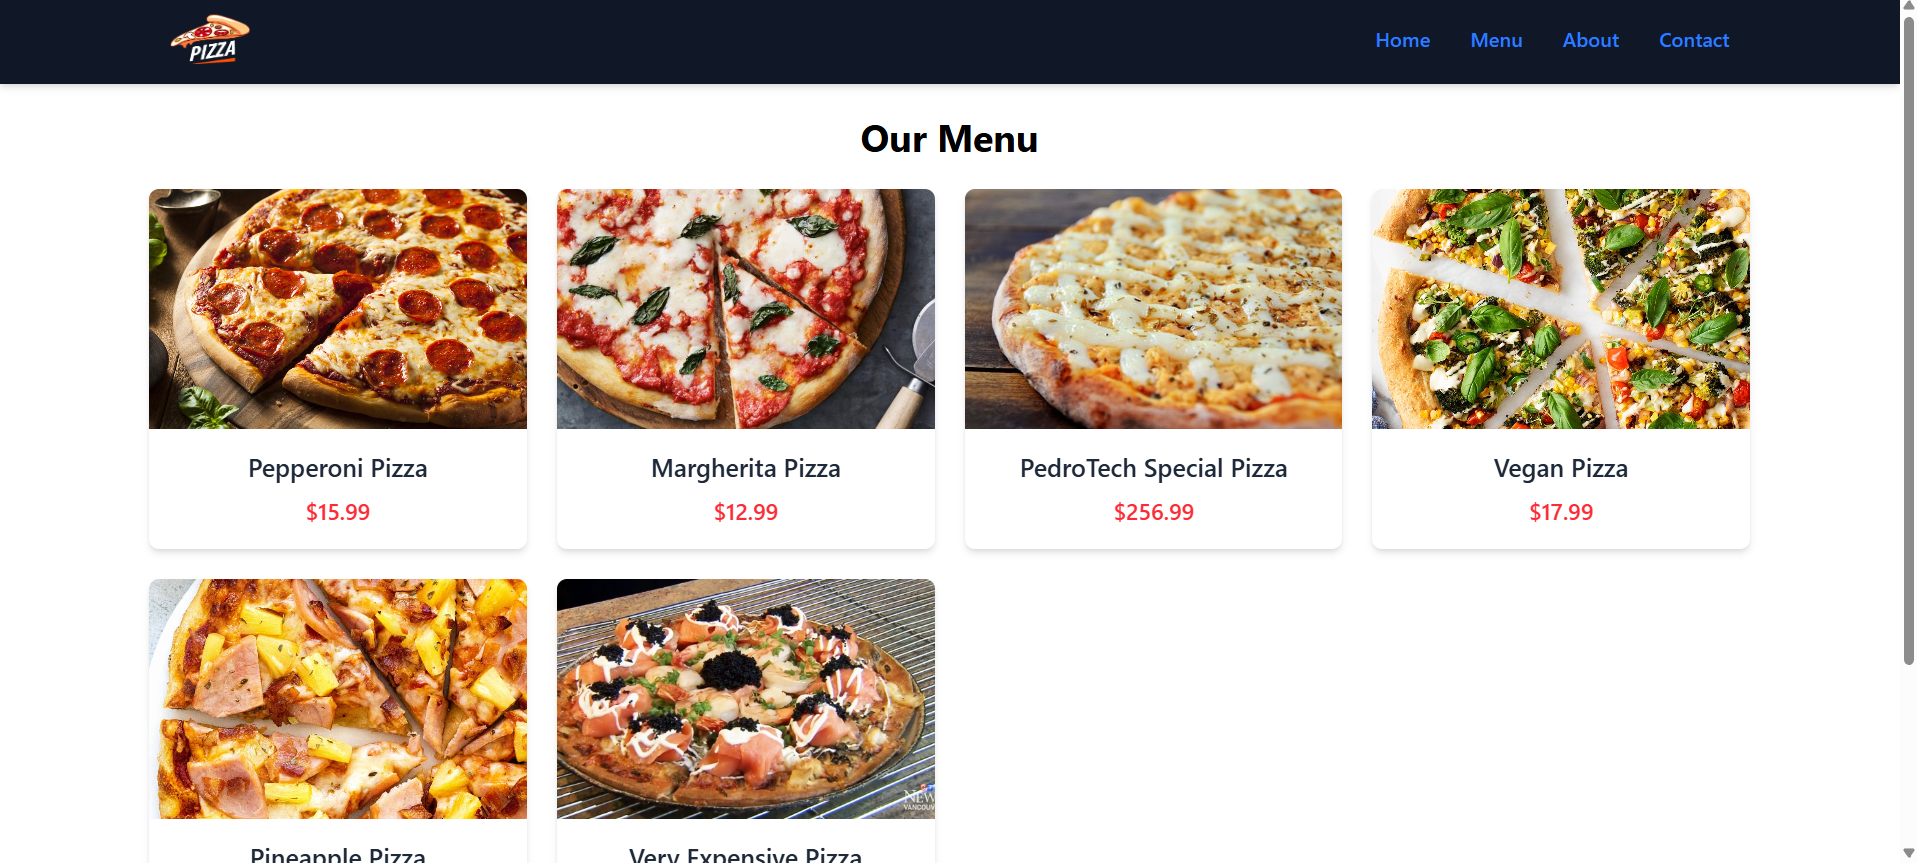 PIZZA
Home Menu About Contact
Our Menu
Pepperoni Pizza
$15.99
Margherita Pizza
$12.99
PedroTech Special Pizza
$256.99
Vegan Pizza
$17.99
Pineapple Pizza
Very Expensive Pizza
NEW